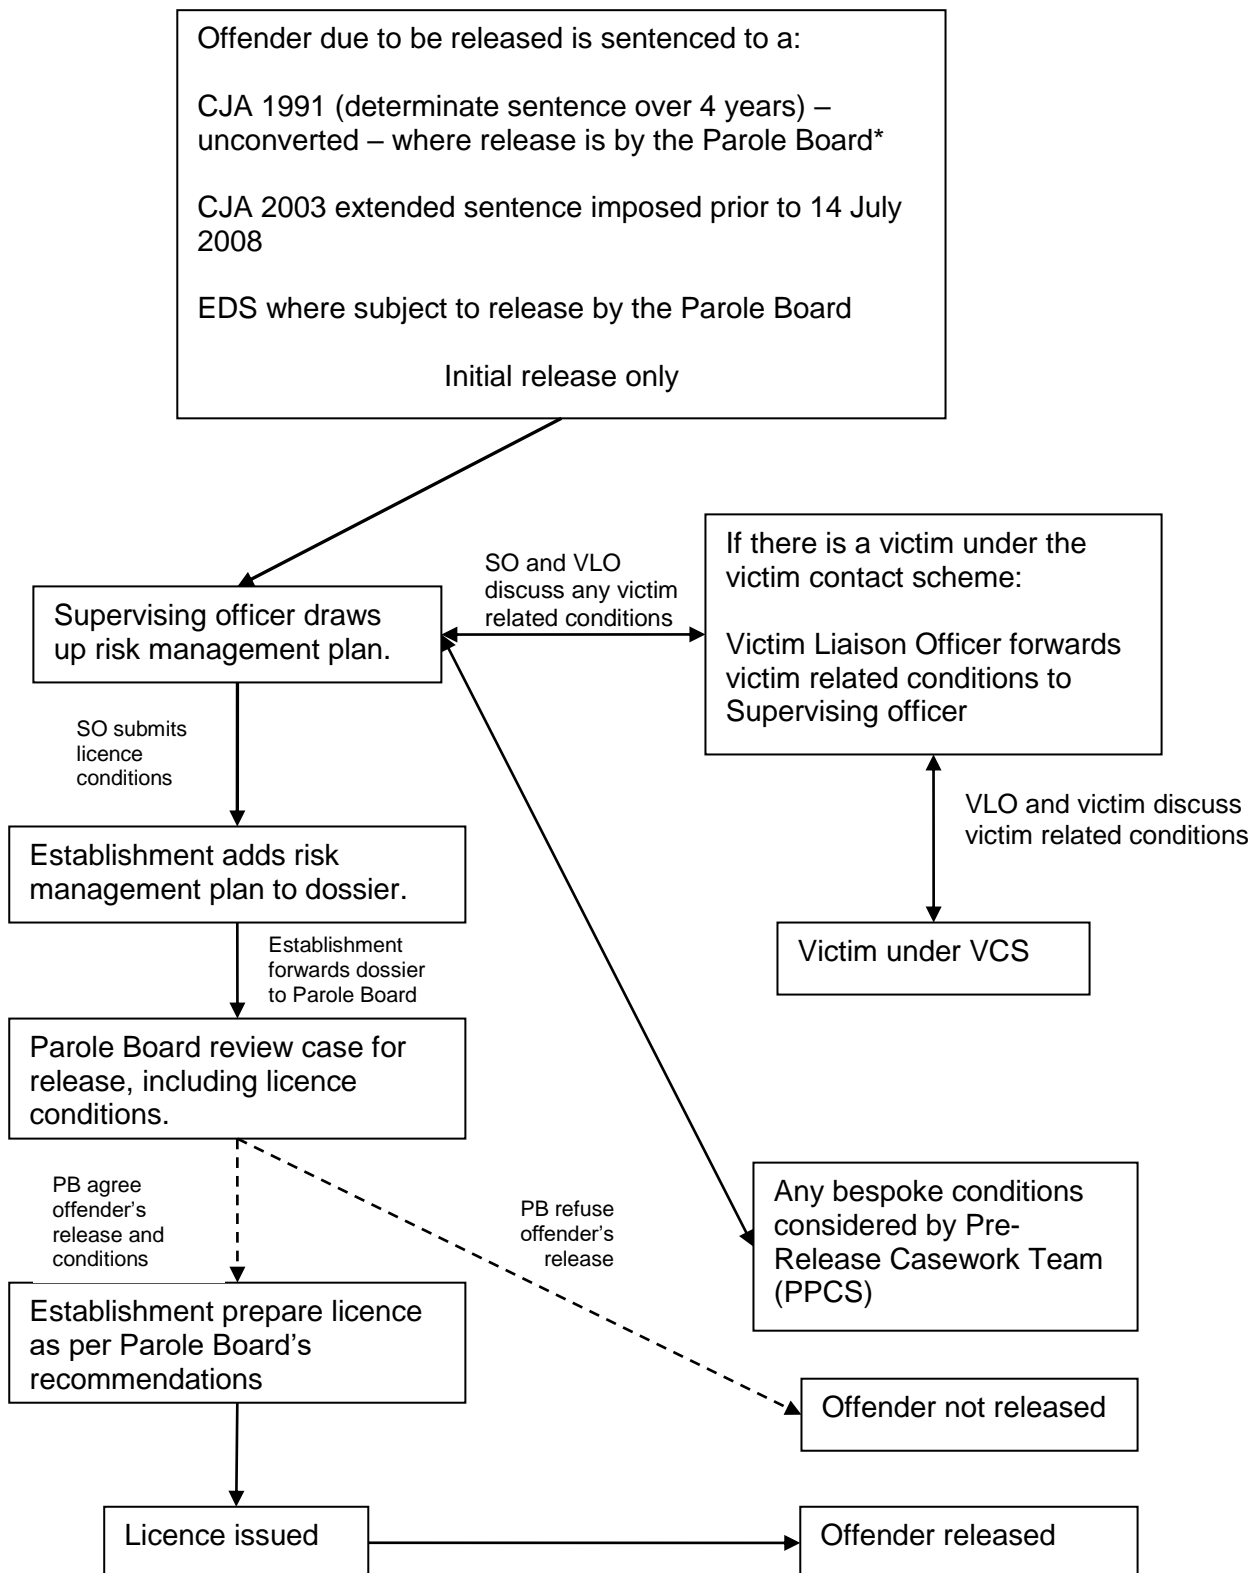 Offender due to be released is sentenced to a:
CJA 1991 (determinate sentence over 4 years) –
unconverted – where release is by the Parole Board*
CJA 2003 extended sentence imposed prior to 14 July
2008
EDS where subject to release by the Parole Board
Initial release only
Supervising officer draws
up risk management plan.
SO and VLO
discuss any victim
related conditions
If there is a victim under the
victim contact scheme:
Victim Liaison Officer forwards
victim related conditions to
Supervising officer
SO submits
licence
conditions
VLO and victim discuss
victim related conditions
Establishment adds risk
management plan to dossier.
Victim under VCS
Establishment
forwards dossier
to Parole Board
Parole Board review case for
release, including licence
conditions.
PB agree
offender's
release and
conditions
PB refuse
offender's
release
Any bespoke conditions
considered by Pre-
Release Casework Team
(PPCS)
Establishment prepare licence
as per Parole Board's
recommendations
Offender not released
Licence issued
Offender released